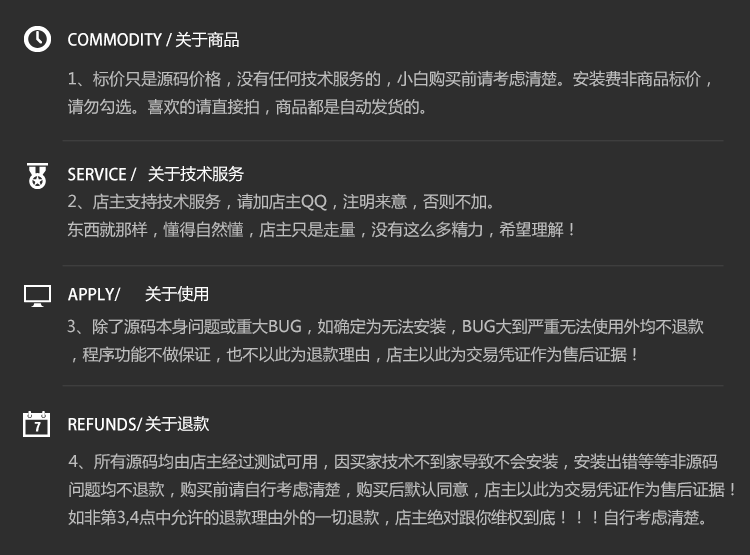 COMMODITY / 关于商品
1、标价只是源码价格，没有任何技术服务的，小白购买前请考虑清楚。安装费非商品标价，
请勿勾选。喜欢的请直接拍，商品都是自动发货的。
SERVICE / 关于技术服务
2、店主支持技术服务，请加店主QQ，注明来意，否则不加。
东西就那样，懂得自然懂，店主只是走量，没有这么多精力，希望理解！
APPLY/ 关于使用
3、除了源码本身问题或重大BUG，如确定为无法安装，BUG大到严重无法使用外均不退款
，程序功能不做保证，也不以此为退款理由，店主以此为交易凭证作为售后证据！
7
REFUNDS/ 关于退款
4、所有源码均由店主经过测试可用，因买家技术不到家导致不会安装，安装出错等等非源码
问题均不退款，购买前请自行考虑清楚，购买后默认同意，店主以此为交易凭证作为售后证据！
如非第3,4点中允许的退款理由外的一切退款，店主绝对跟你维权到底！！！自行考虑清楚。